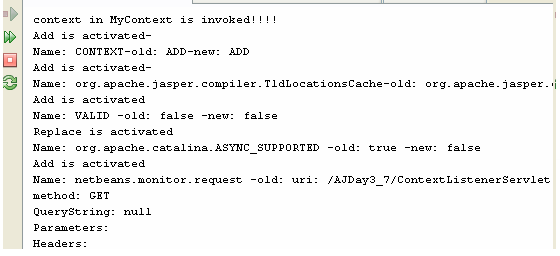 context in MyContext is invoked!!!!
Add is activated-
Name: CONTEXT-old: ADD-new: ADD
Add is activated-
Name: org.apache.jasper.compiler.TldLocationsCache-old: org.apache.jasper.
Add is activated
Name: VALID -old: false -new: false
Replace is activated
Name: org.apache.catalina.ASYNC_SUPPORTED -old: true -new: false
Add is activated
Name: netbeans.monitor.request -old: uri: /AJDay3_7/ContextListenerServlet
method: GET
QueryString: null
Parameters:
Headers: